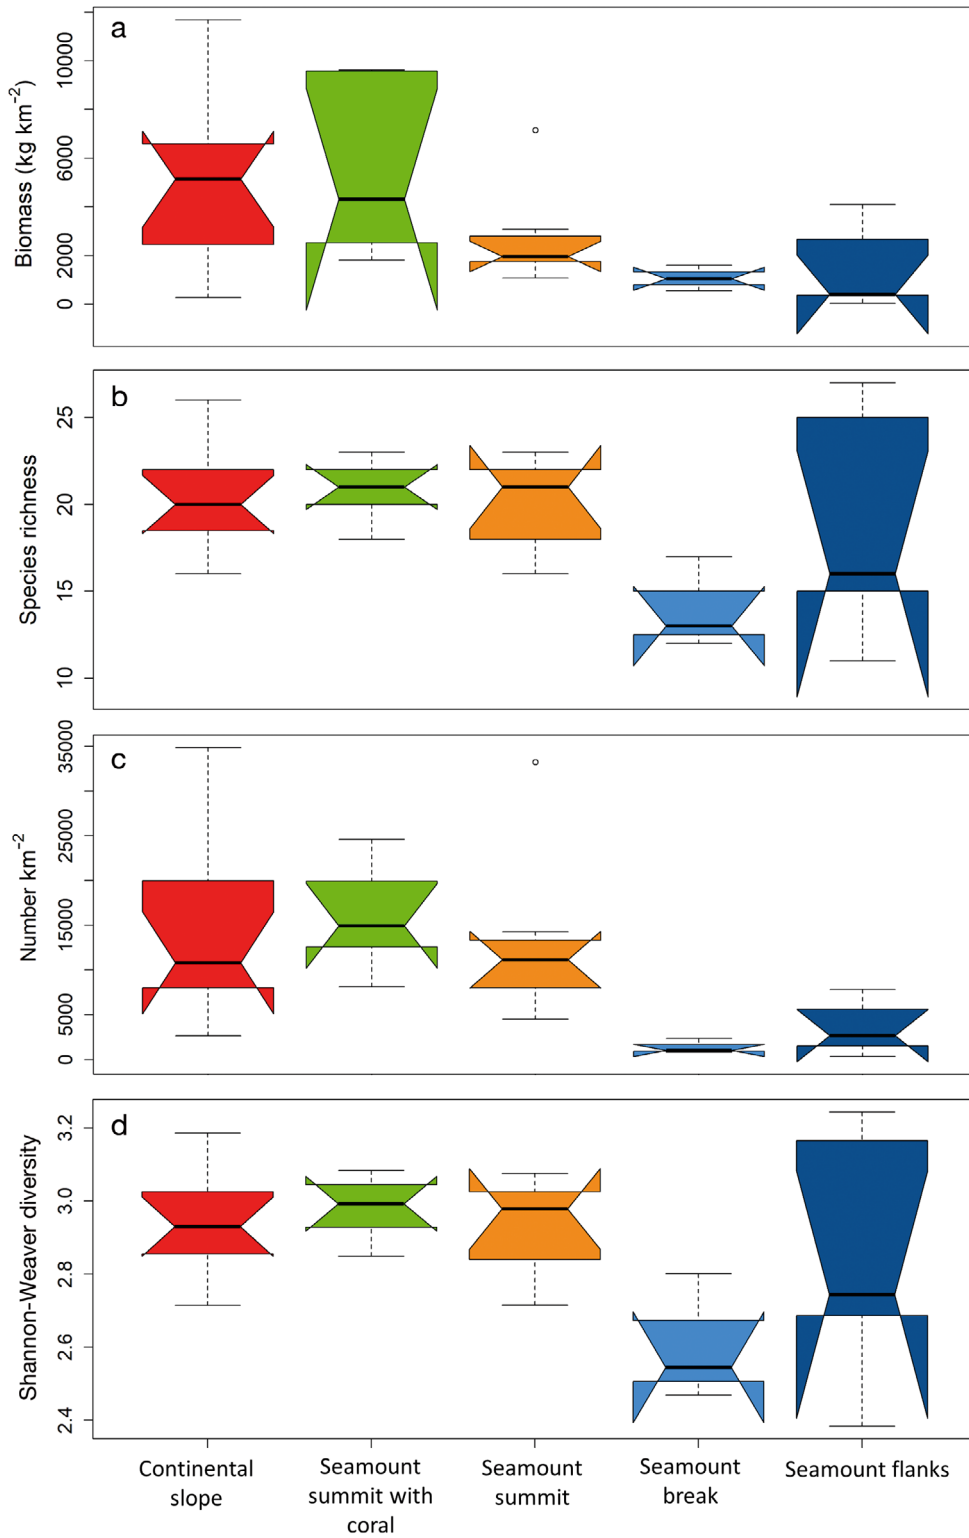 a
Biomass (kg km⁻²)
10000
6000
2000
0
b
Species richness
25
20
15
10
c
Number km⁻²
35000
25000
15000
5000
0
d
Shannon-Weaver diversity
3.2
3.0
2.8
2.6
2.4
Continental
slope
Seamount
summit with
coral
Seamount
summit
Seamount
break
Seamount flanks